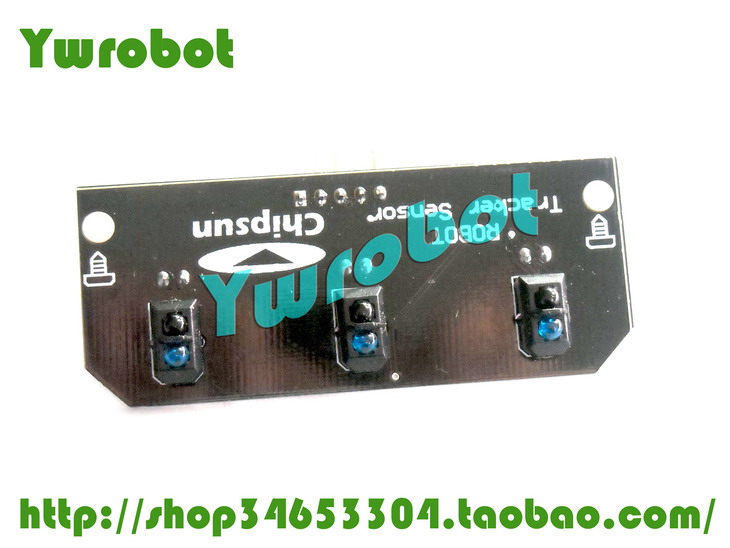 Ywrobot
Chipsun
Tracker Sensor
• ROBOT
Ywrobot
http://shop34653304.taobao.com/